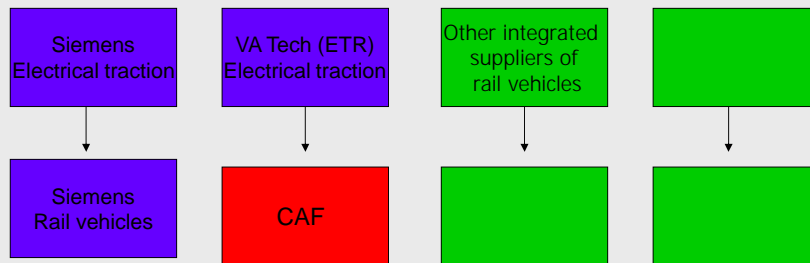 Siemens
Electrical traction
VA Tech (ETR)
Electrical traction
Other integrated
suppliers of
rail vehicles
Siemens
Rail vehicles
CAF